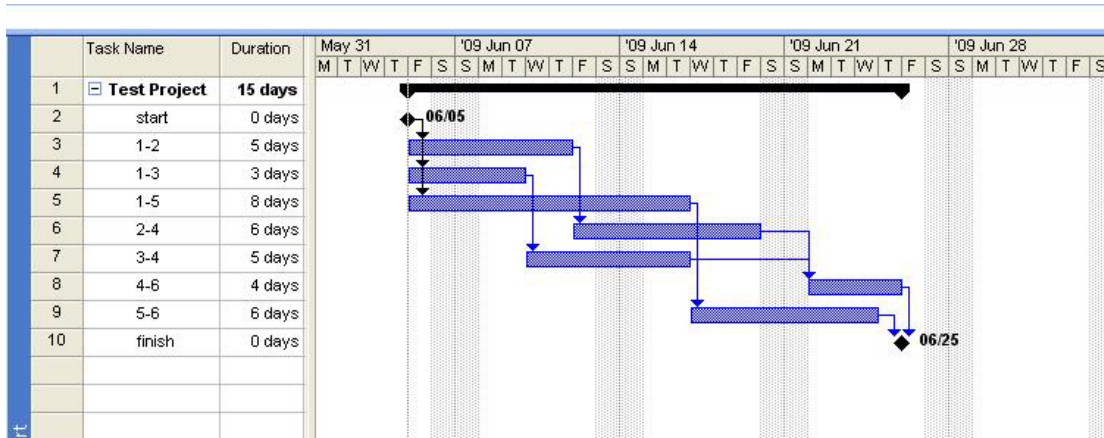 Task Name Duration May 31 '09 Jun 07 '09 Jun 14 '09 Jun 21 '09 Jun 28
M T W T F S S M T W T F S S M T W T F S S M T W T F S S M T W T F S
1 Test Project 15 days
2 start 0 days 06/05
3 1-2 5 days
4 1-3 3 days
5 1-5 8 days
6 2-4 6 days
7 3-4 5 days
8 4-6 4 days
9 5-6 6 days
10 finish 0 days 06/25
rt